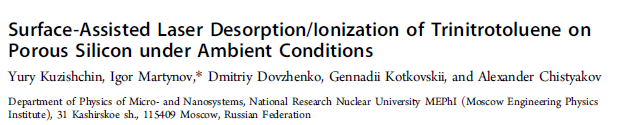 Surface-Assisted Laser Desorption/Ionization of Trinitrotoluene on
Porous Silicon under Ambient Conditions
Yury Kuzishchin, Igor Martynov,* Dmitriy Dovzhenko, Gennadii Kotkovskii, and Alexander Chistyakov
Department of Physics of Micro- and Nanosystems, National Research Nuclear University MEPhI (Moscow Engineering Physics
Institute), 31 Kashirskoe sh., 115409 Moscow, Russian Federation